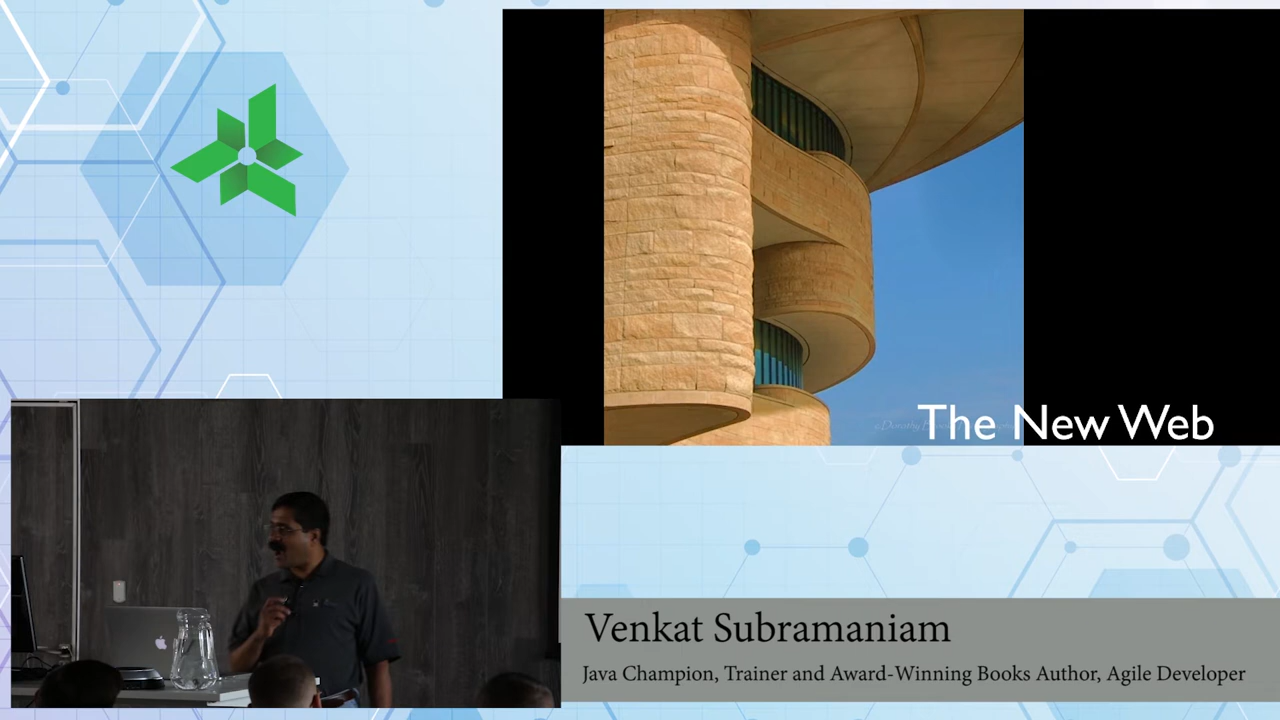 The New Web
Venkat Subramaniam
Java Champion, Trainer and Award-Winning Books Author, Agile Developer